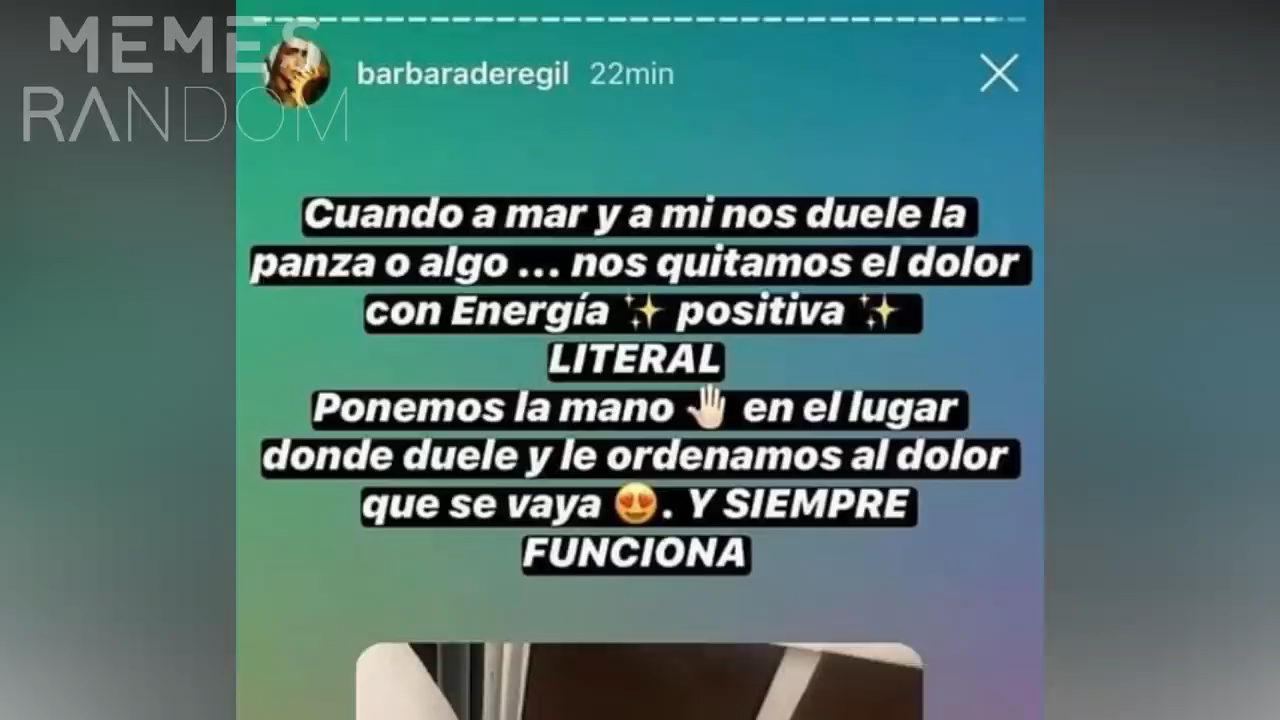 MEMES
RANDOM
barbaraderegil 22min
Cuando a mar y a mi nos duele la
panza o algo ... nos quitamos el dolor
con Energía ✨ positiva ✨
LITERAL
Ponemos la mano 🤚🏻 en el lugar
donde duele y le ordenamos al dolor
que se vaya 😍. Y SIEMPRE
FUNCIONA